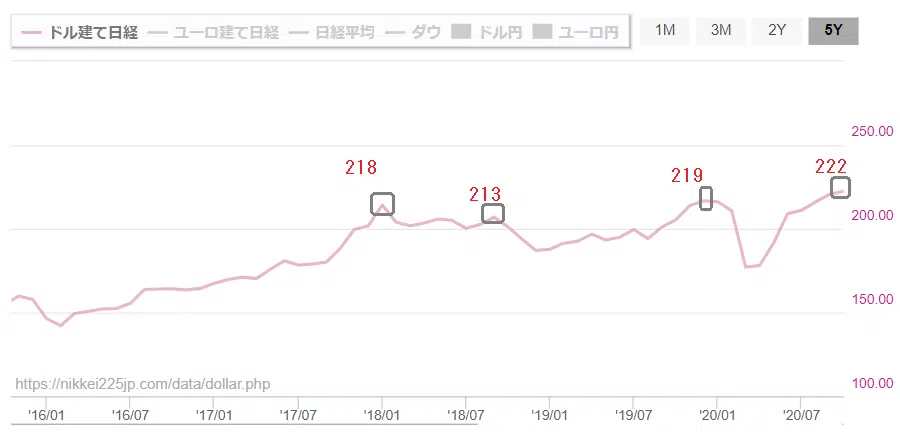 ドル建て日経 ユーロ建て日経 日経平均 ダウ ドル円 ユーロ円 1M 3M 2Y 5Y
250.00
218 213 219 222
200.00
150.00
https://nikkei225jp.com/data/dollar.php 100.00
'16/01 '16/07 '17/01 '17/07 '18/01 '18/07 '19/01 '19/07 '20/01 '20/07